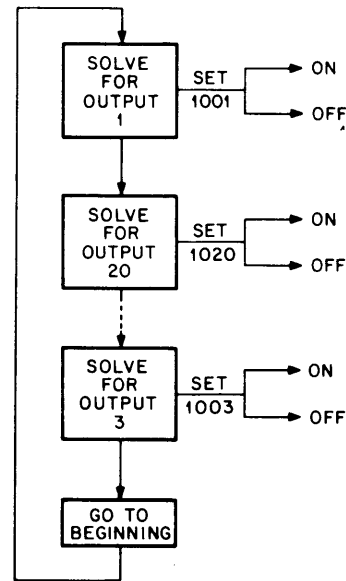 SOLVE
FOR
OUTPUT
1
SET
1001
ON
OFF
SOLVE
FOR
OUTPUT
20
SET
1020
ON
OFF
SOLVE
FOR
OUTPUT
3
SET
1003
ON
OFF
GO TO
BEGINNING